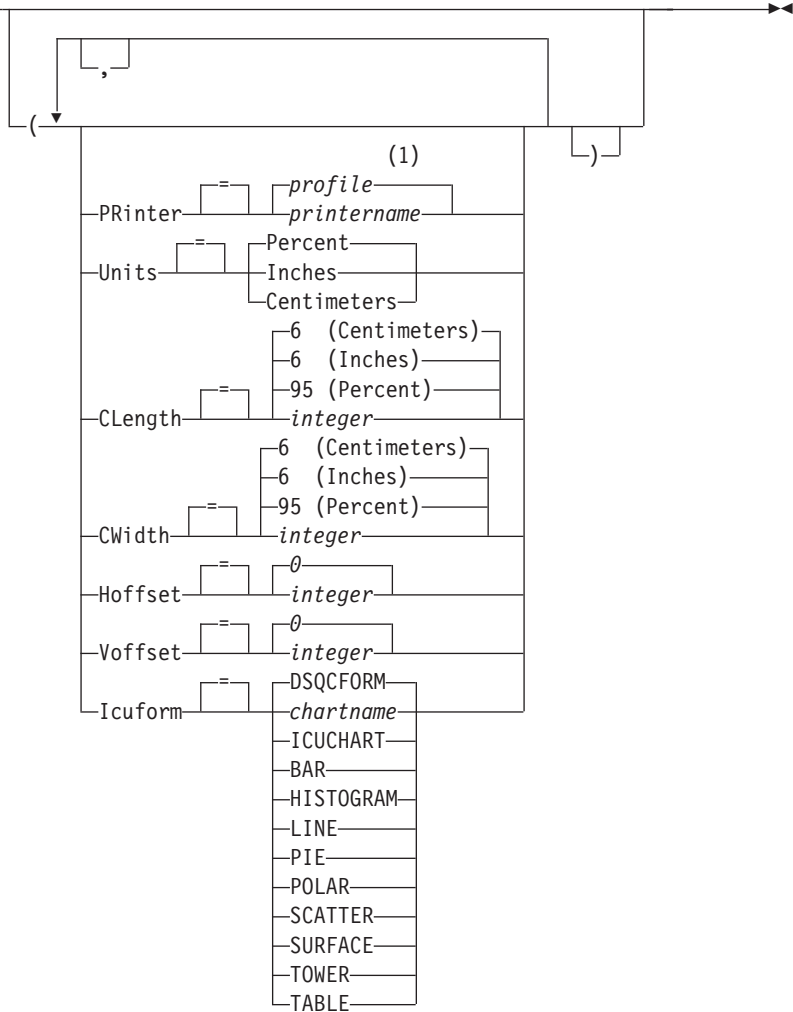 ,
(
)
(1)
=
profile
PRinter
printername
=
Percent
Units
Inches
Centimeters
6 (Centimeters)
6 (Inches)
=
95 (Percent)
CLength
integer
6 (Centimeters)
6 (Inches)
=
95 (Percent)
CWidth
integer
=
0
Hoffset
integer
=
0
Voffset
integer
=
DSQCFORM
Icuform
chartname
ICUCHART
BAR
HISTOGRAM
LINE
PIE
POLAR
SCATTER
SURFACE
TOWER
TABLE